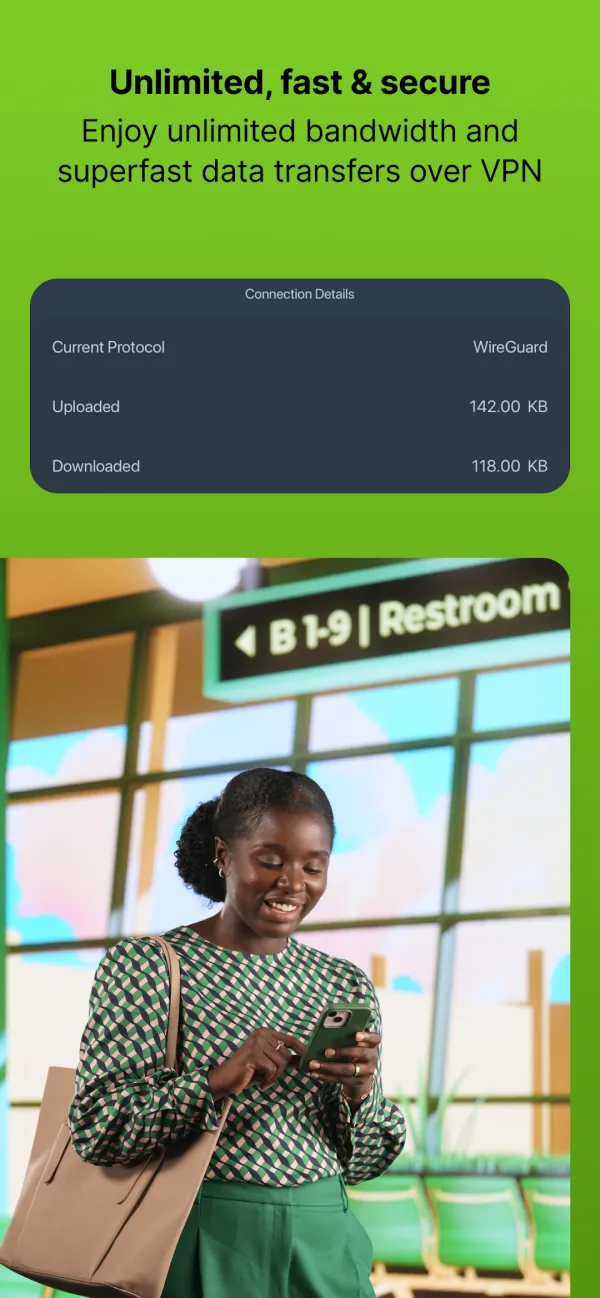 Unlimited, fast & secure
Enjoy unlimited bandwidth and
superfast data transfers over VPN
Connection Details
Current Protocol WireGuard
Uploaded 142.00 KB
Downloaded 118.00 KB
B 1-9 | Restroom